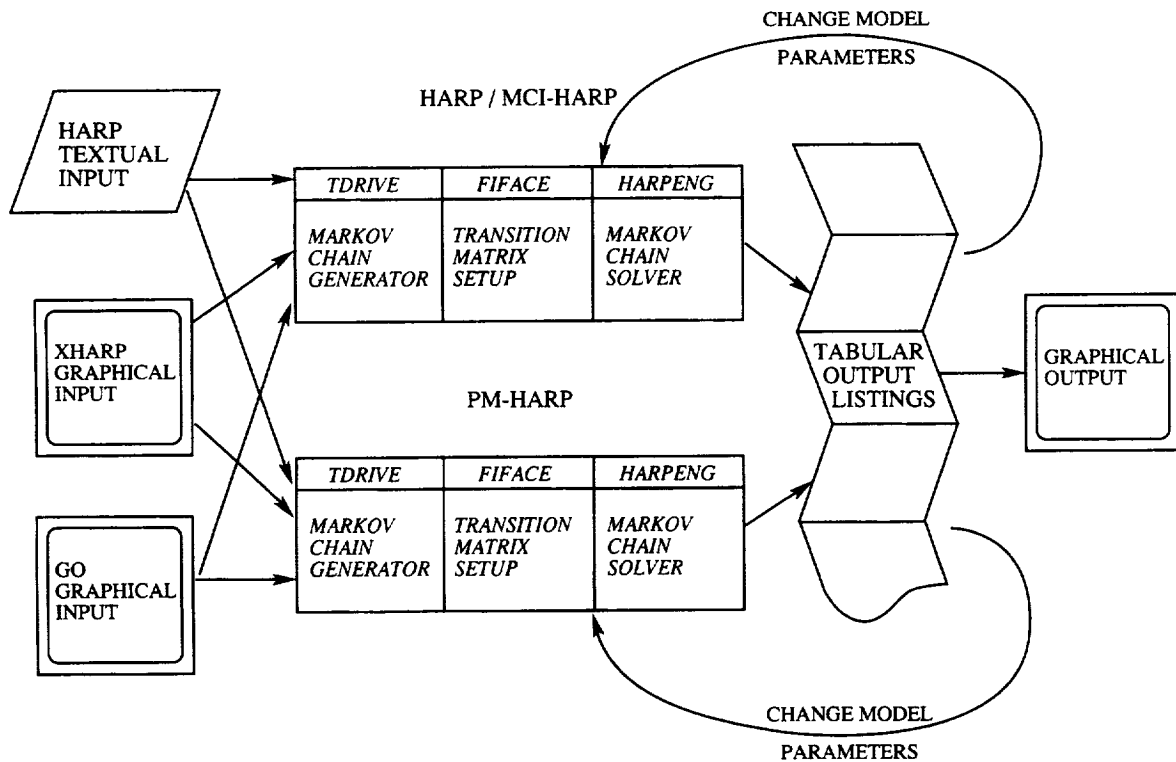 CHANGE MODEL
PARAMETERS
HARP / MCI-HARP
HARP
TEXTUAL
INPUT
TDRIVE FIFACE HARPENG
MARKOV TRANSITION MARKOV
CHAIN MATRIX CHAIN
GENERATOR SETUP SOLVER
XHARP
GRAPHICAL
INPUT
TABULAR
OUTPUT
LISTINGS
GRAPHICAL
OUTPUT
PM-HARP
TDRIVE FIFACE HARPENG
MARKOV TRANSITION MARKOV
CHAIN MATRIX CHAIN
GENERATOR SETUP SOLVER
GO
GRAPHICAL
INPUT
CHANGE MODEL
PARAMETERS